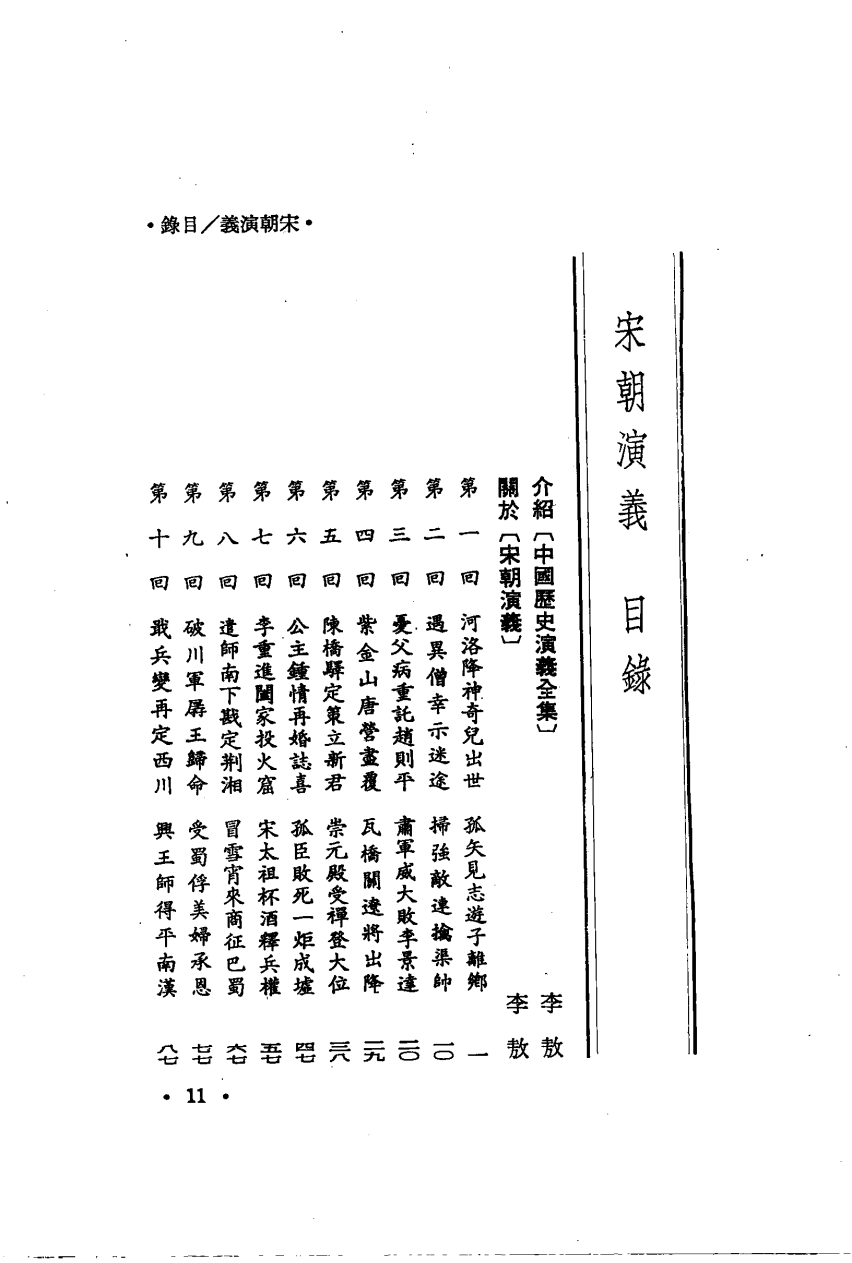 •錄目／義演朝宋•
宋朝演義 目錄
介紹〔中國歷史演義全集〕 李敖
關於〔宋朝演義〕 李敖
第一回 河洛降神奇兒出世 孤矢見志遊子離鄉 一
第二回 遇異僧幸示迷途 掃強敵連擒渠帥 一〇
第三回 憂父病重託趙則平 肅軍威大敗李景達 二〇
第四回 紫金山唐營盡覆 瓦橋關遼將出降 二九
第五回 陳橋驛定策立新君 崇元殿受禪登大位 三八
第六回 公主鍾情再婚誌喜 孤臣敗死一炬成墟 四七
第七回 李重進闔家投火窟 宋太祖杯酒釋兵權 五七
第八回 遣師南下戡定荆湘 冒雪宵來商征巴蜀 六七
第九回 破川軍孱王歸命 受蜀俘美婦承恩 七七
第十回 戢兵變再定西川 興王師得平南漢 八七
• 11 •